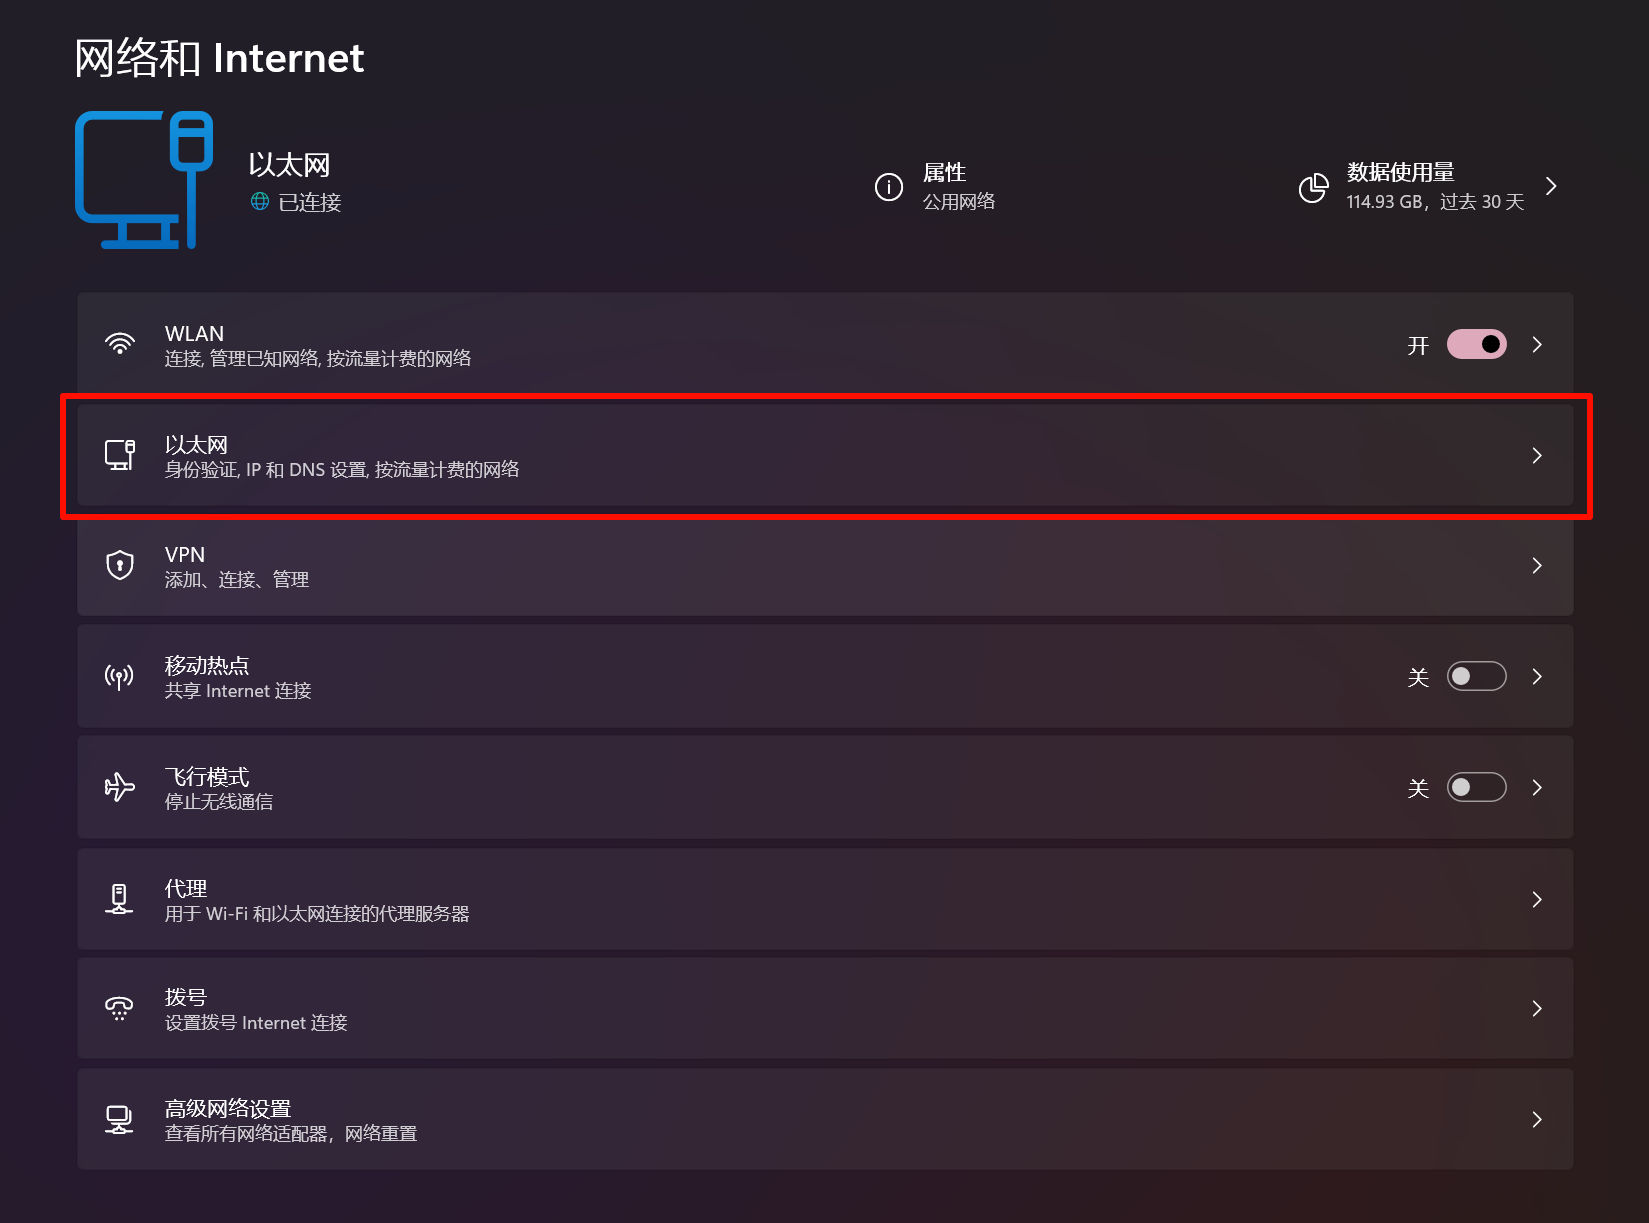 网络和 Internet
以太网
已连接
属性
公用网络
数据使用量
114.93 GB，过去 30 天
WLAN
连接, 管理已知网络, 按流量计费的网络
开
以太网
身份验证, IP 和 DNS 设置, 按流量计费的网络
VPN
添加、连接、管理
移动热点
共享 Internet 连接
关
飞行模式
停止无线通信
关
代理
用于 Wi-Fi 和以太网连接的代理服务器
拨号
设置拨号 Internet 连接
高级网络设置
查看所有网络适配器，网络重置